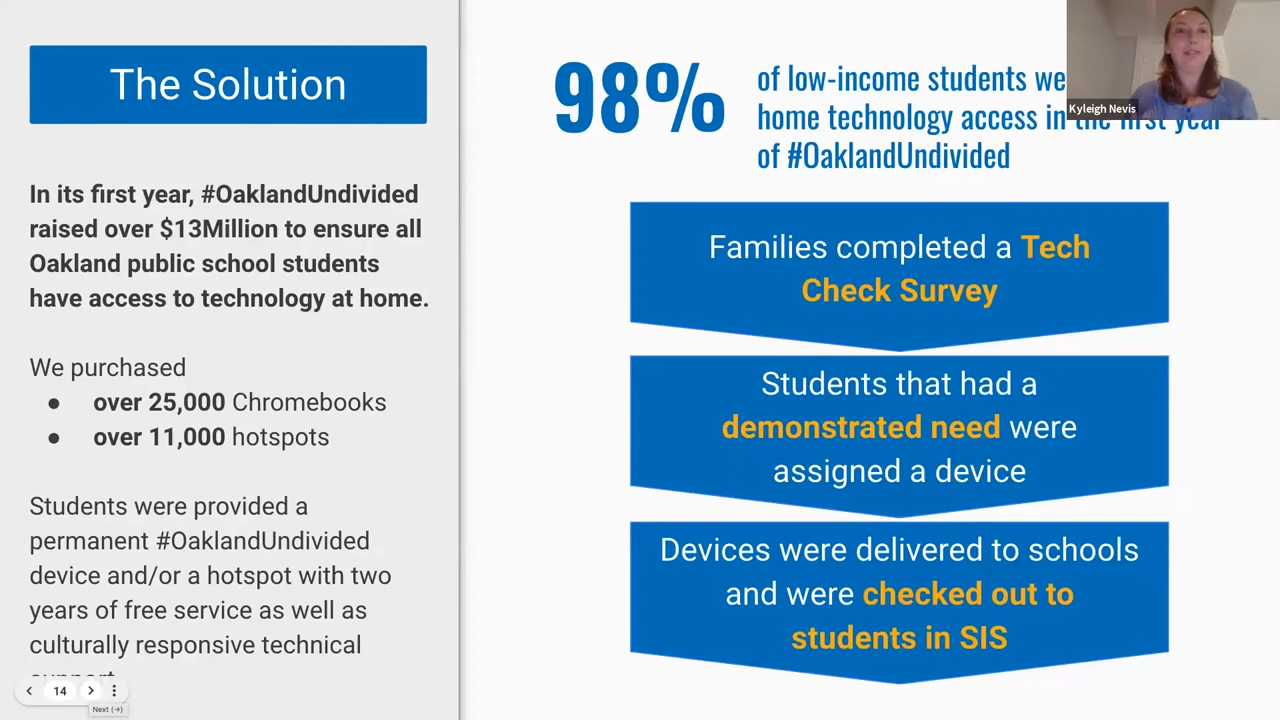 The Solution
In its first year, #OaklandUndivided
raised over $13Million to ensure all
Oakland public school students
have access to technology at home.
We purchased
● over 25,000 Chromebooks
● over 11,000 hotspots
Students were provided a
permanent #OaklandUndivided
device and/or a hotspot with two
years of free service as well as
culturally responsive technical
14
Next (→)
98%
of low-income students we
home technology access in the first year
of #OaklandUndivided
Kyleigh Nevis
Families completed a Tech
Check Survey
Students that had a
demonstrated need were
assigned a device
Devices were delivered to schools
and were checked out to
students in SIS